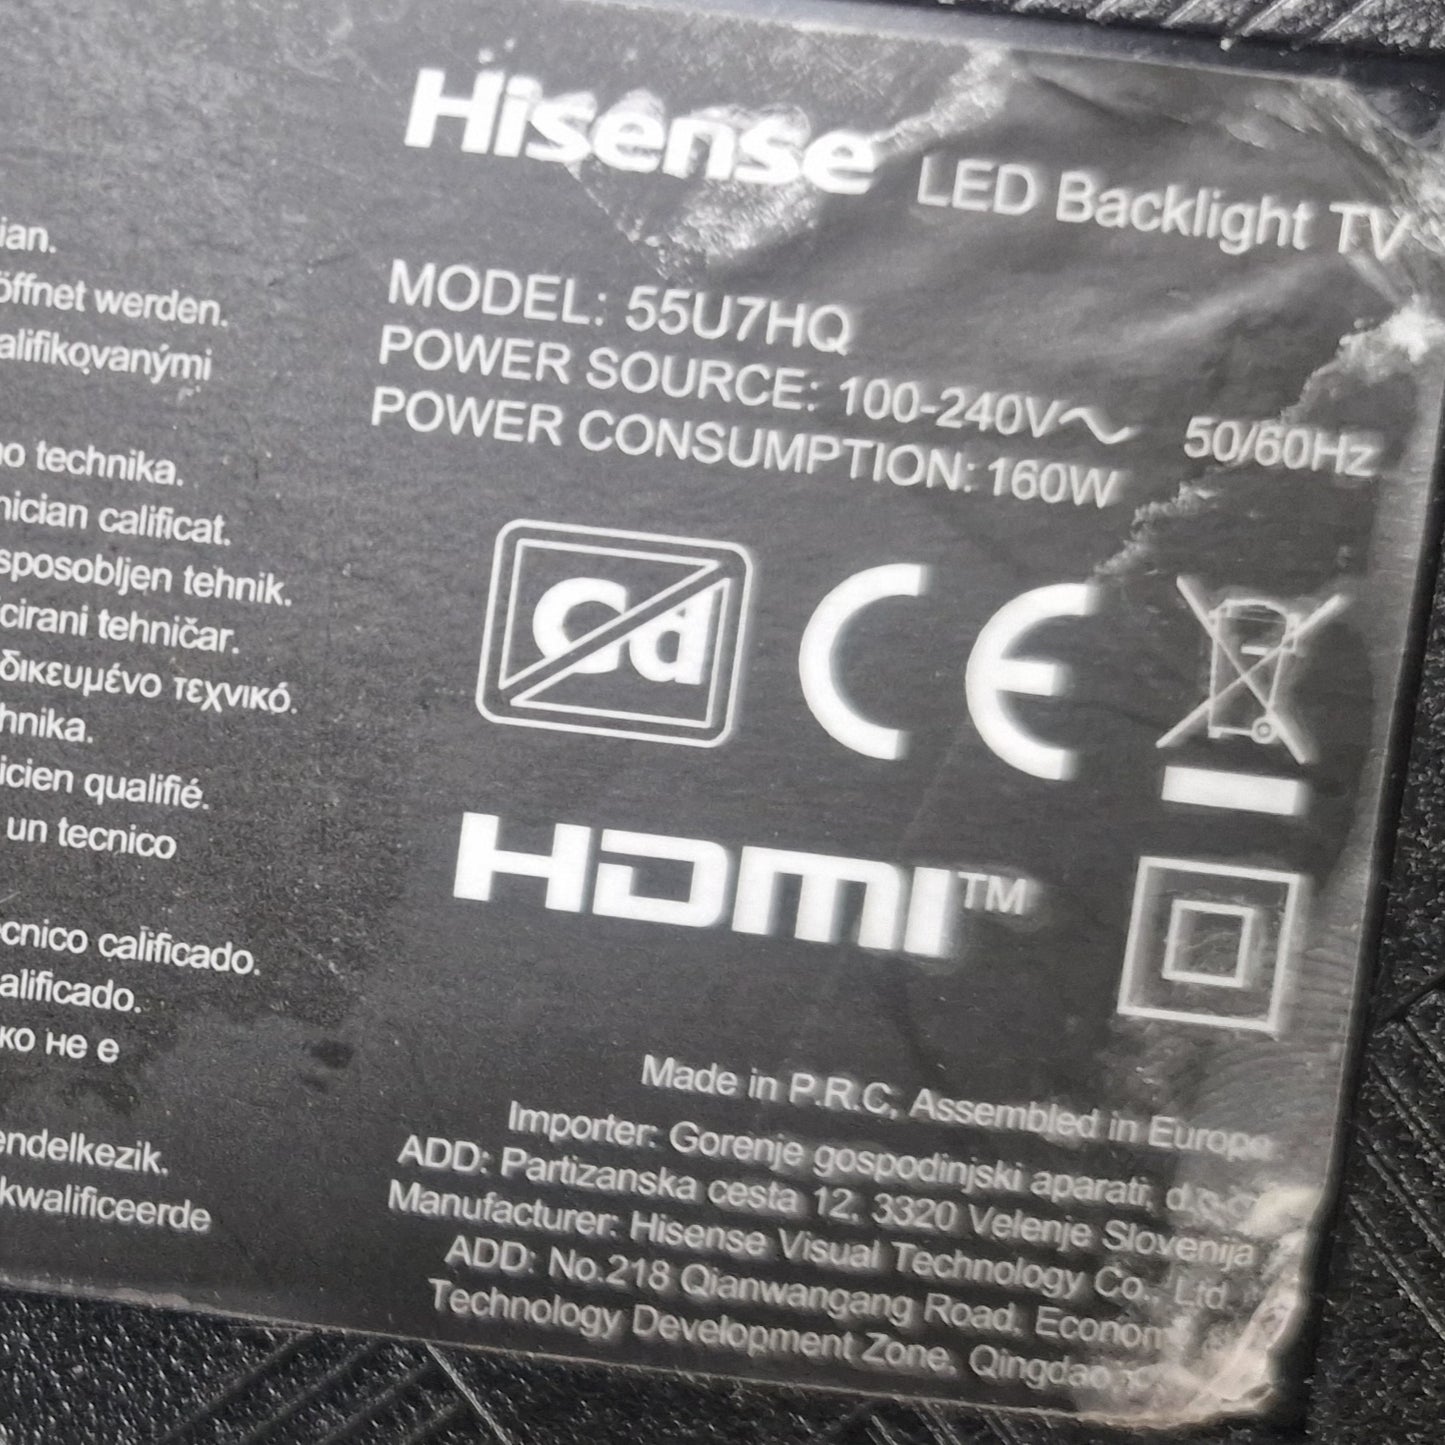 Hisense LED Backlight TV
MODEL: 55U7HQ
POWER SOURCE: 100-240V~ 50/60Hz
POWER CONSUMPTION: 160W
Cd
CE
HDMI™
Made in P.R.C, Assembled in Europe
Importer: Gorenje gospodinjski aparati,
ADD: Partizanska cesta 12, 3320 Velenje Slovenija
Manufacturer: Hisense Visual Technology Co., Ltd
ADD: No.218 Qianwangang Road, Econom
Technology Development Zone, Qingdao
ian.
öffnet werden.
alifikovanými
no technika.
nician calificat.
sposobljen tehnik.
cirani tehničar.
δικευμένο τεχνικό.
hnika.
icien qualifié.
un tecnico
cnico calificado.
alificado.
ко не е
endelkezik.
kwalificeerde